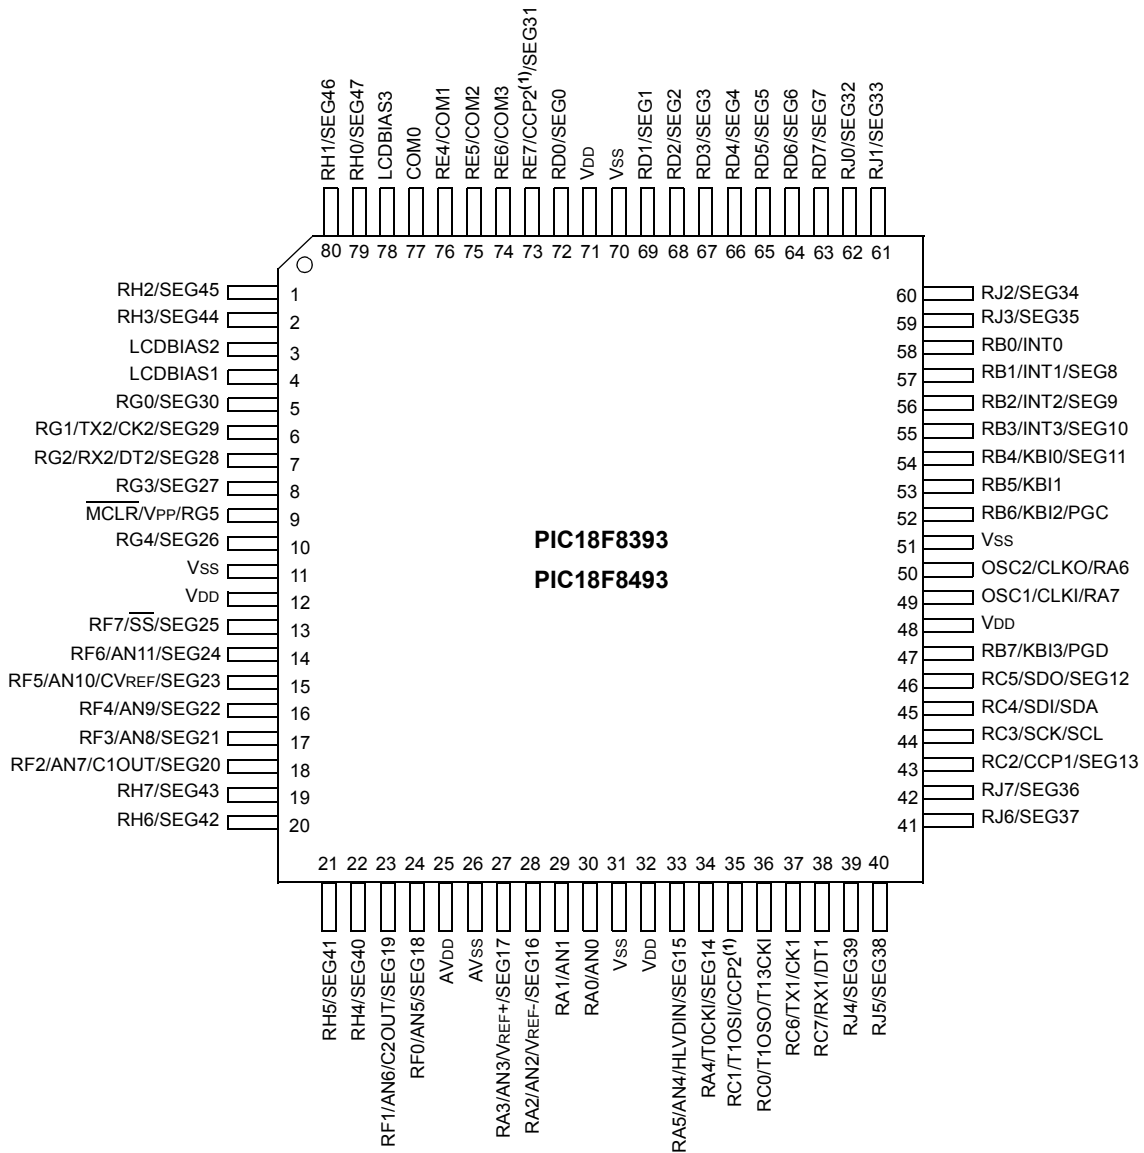 RH1/SEG46
RH0/SEG47
LCDBIAS3
COM0
RE4/COM1
RE5/COM2
RE6/COM3
RE7/CCP2(1)/SEG31
RD0/SEG0
VDD
VSS
RD1/SEG1
RD2/SEG2
RD3/SEG3
RD4/SEG4
RD5/SEG5
RD6/SEG6
RD7/SEG7
RJ0/SEG32
RJ1/SEG33
80 79 78 77 76 75 74 73 72 71 70 69 68 67 66 65 64 63 62 61
RH2/SEG45 1
RH3/SEG44 2
LCDBIAS2 3
LCDBIAS1 4
RG0/SEG30 5
RG1/TX2/CK2/SEG29 6
RG2/RX2/DT2/SEG28 7
RG3/SEG27 8
MCLR/VPP/RG5 9
RG4/SEG26 10
VSS 11
VDD 12
RF7/SS/SEG25 13
RF6/AN11/SEG24 14
RF5/AN10/CVREF/SEG23 15
RF4/AN9/SEG22 16
RF3/AN8/SEG21 17
RF2/AN7/C1OUT/SEG20 18
RH7/SEG43 19
RH6/SEG42 20
PIC18F8393
PIC18F8493
60 RJ2/SEG34
59 RJ3/SEG35
58 RB0/INT0
57 RB1/INT1/SEG8
56 RB2/INT2/SEG9
55 RB3/INT3/SEG10
54 RB4/KBI0/SEG11
53 RB5/KBI1
52 RB6/KBI2/PGC
51 VSS
50 OSC2/CLKO/RA6
49 OSC1/CLKI/RA7
48 VDD
47 RB7/KBI3/PGD
46 RC5/SDO/SEG12
45 RC4/SDI/SDA
44 RC3/SCK/SCL
43 RC2/CCP1/SEG13
42 RJ7/SEG36
41 RJ6/SEG37
21 22 23 24 25 26 27 28 29 30 31 32 33 34 35 36 37 38 39 40
RH5/SEG41
RH4/SEG40
RF1/AN6/C2OUT/SEG19
RF0/AN5/SEG18
AVDD
AVSS
RA3/AN3/VREF+/SEG17
RA2/AN2/VREF-/SEG16
RA1/AN1
RA0/AN0
VSS
VDD
RA5/AN4/HLVDIN/SEG15
RA4/T0CKI/SEG14
RC1/T1OSI/CCP2(1)
RC0/T1OSO/T13CKI
RC6/TX1/CK1
RC7/RX1/DT1
RJ4/SEG39
RJ5/SEG38